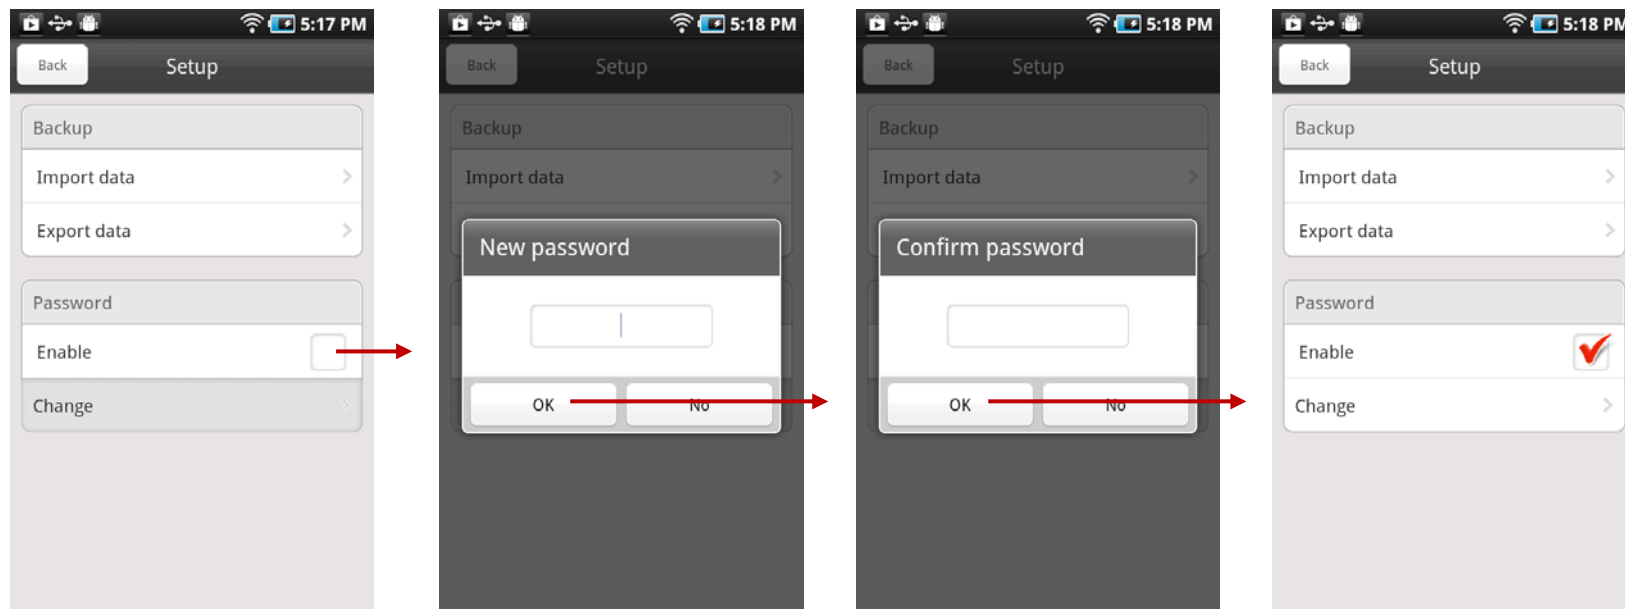 5:17 PM
Back
Setup
Backup
Import data
Export data
Password
Enable
Change
5:18 PM
Back
Setup
Backup
Import data
New password
OK
No
5:18 PM
Back
Setup
Backup
Import data
Confirm password
OK
No
5:18 PM
Back
Setup
Backup
Import data
Export data
Password
Enable
Change